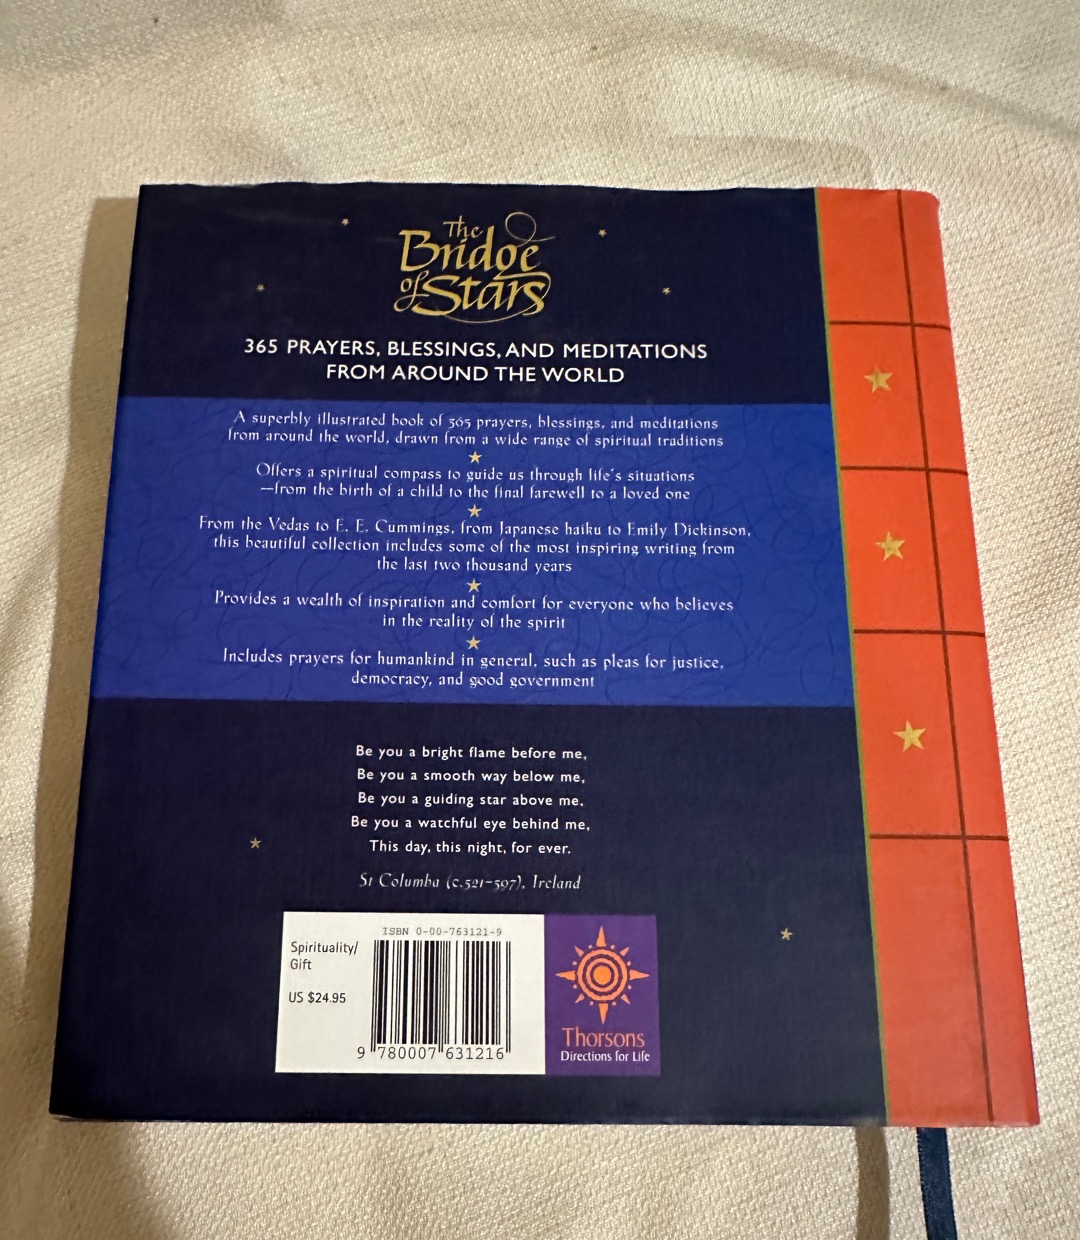 The
Bridge
of Stars
365 PRAYERS, BLESSINGS, AND MEDITATIONS
FROM AROUND THE WORLD
A superbly illustrated book of 365 prayers, blessings, and meditations
from around the world, drawn from a wide range of spiritual traditions
Offers a spiritual compass to guide us through life's situations
—from the birth of a child to the final farewell to a loved one
From the Vedas to E. E. Cummings, from Japanese haiku to Emily Dickinson,
this beautiful collection includes some of the most inspiring writing from
the last two thousand years
Provides a wealth of inspiration and comfort for everyone who believes
in the reality of the spirit
Includes prayers for humankind in general, such as pleas for justice,
democracy, and good government
Be you a bright flame before me,
Be you a smooth way below me,
Be you a guiding star above me,
Be you a watchful eye behind me,
This day, this night, for ever.
St Columba (c.521–597), Ireland
ISBN 0-00-763121-9
Spirituality/
Gift
US $24.95
9 780007 631216
Thorsons
Directions for Life